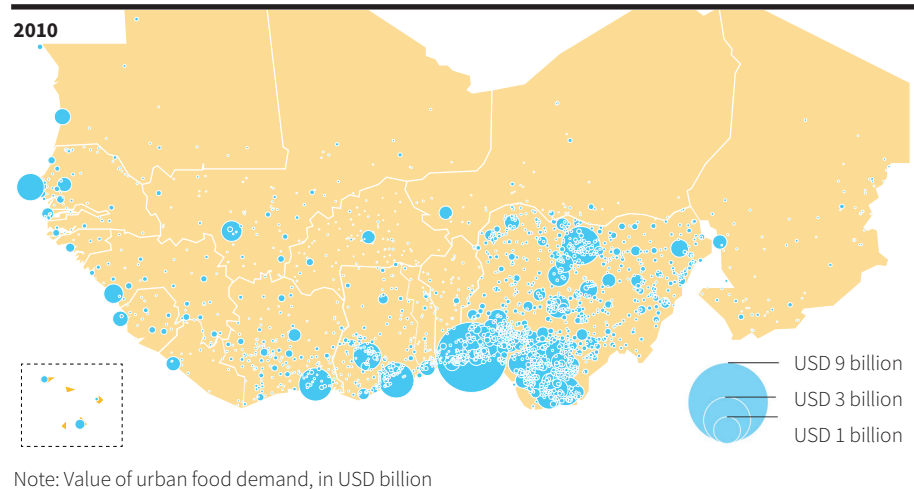 2010
USD 9 billion
USD 3 billion
USD 1 billion
Note: Value of urban food demand, in USD billion